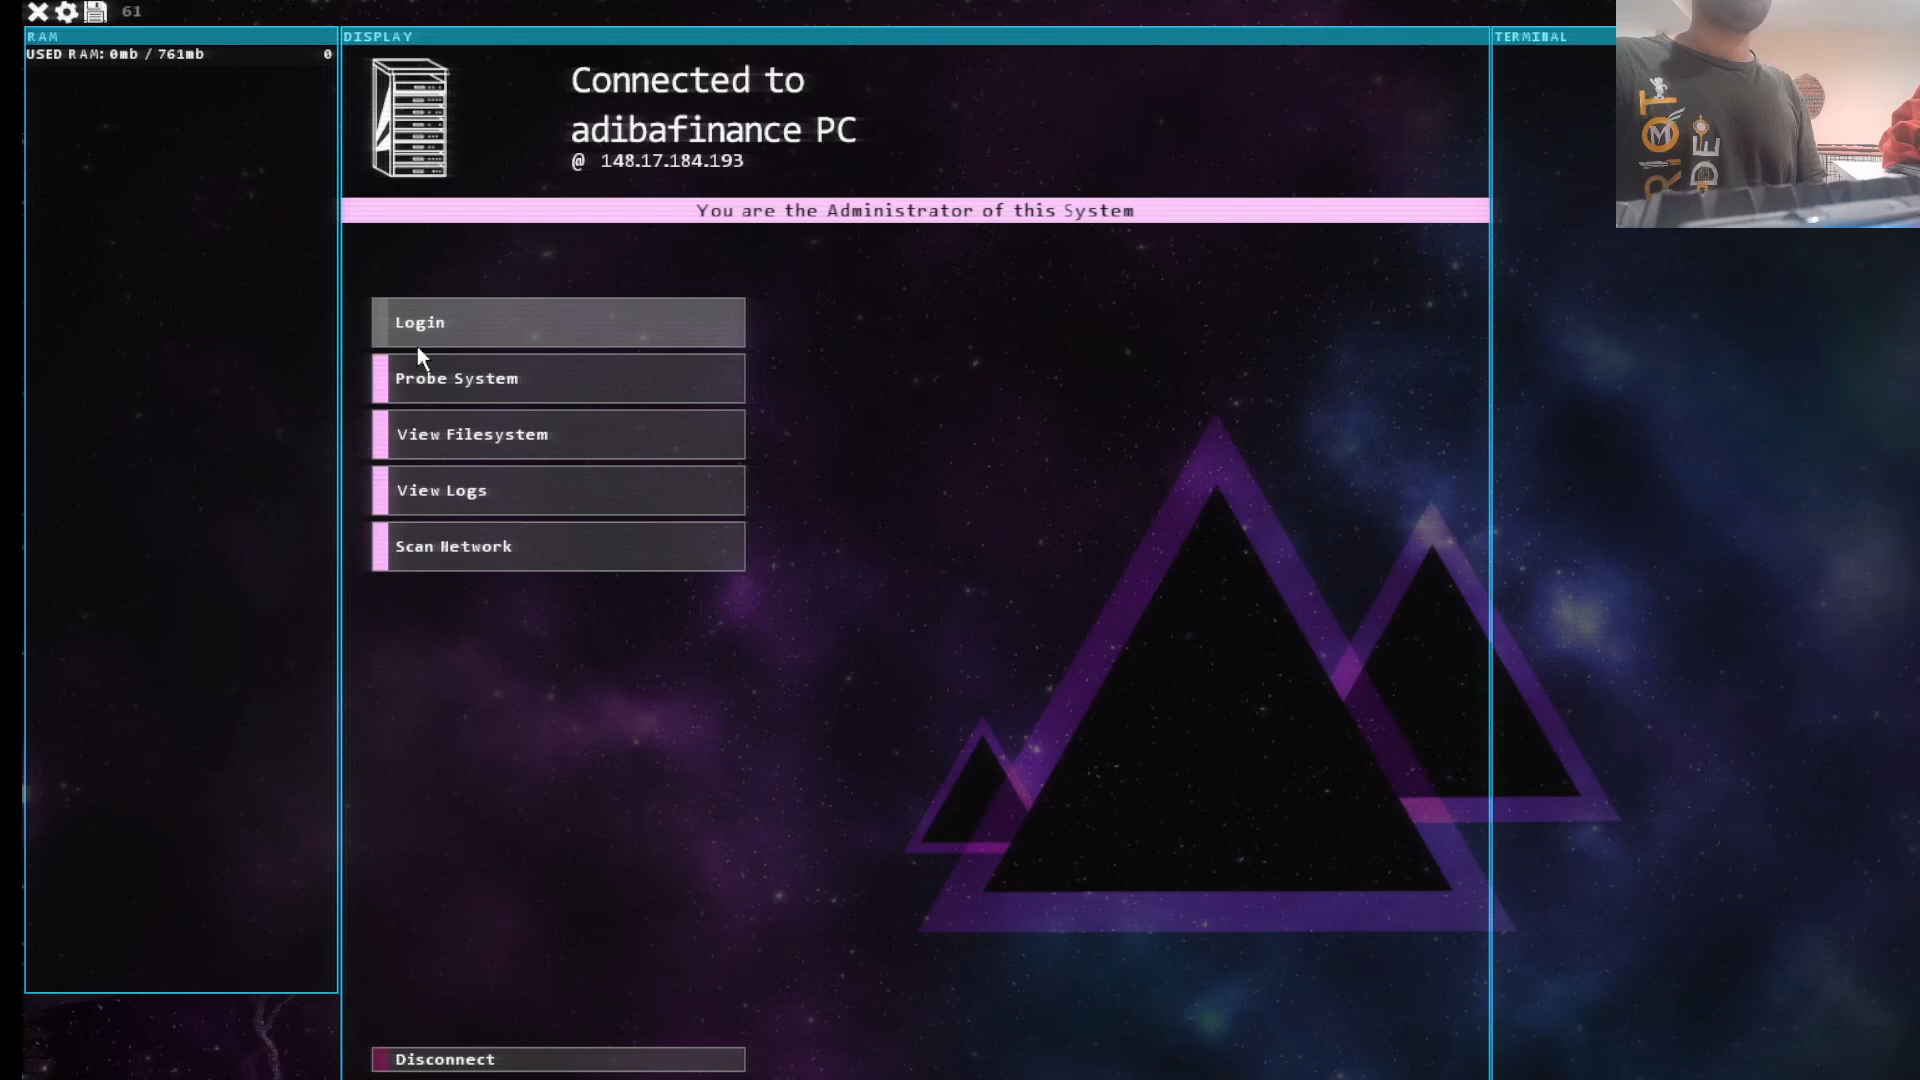 61
RAM
USED RAM: 0mb / 761mb 0
DISPLAY
Connected to
adibafinance PC
@ 148.17.184.193
You are the Administrator of this System
Login
Probe System
View Filesystem
View Logs
Scan Network
Disconnect
TERMINAL
RIOT